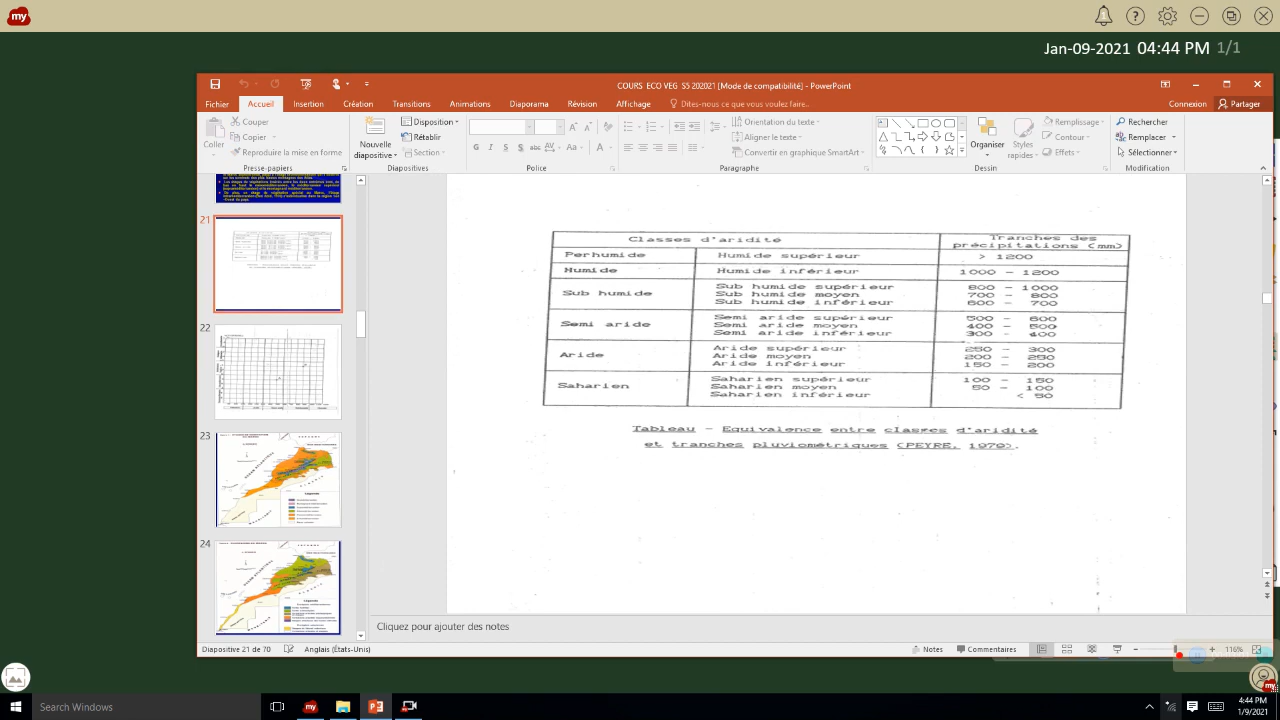 my
Jan-09-2021 04:44 PM 1/1
COURS ECO VEG S5 202021 [Mode de compatibilité] - PowerPoint
Fichier Accueil Insertion Création Transitions Animations Diaporama Révision Affichage Dites-nous ce que vous voulez faire.. Connexion Partager
Coller
Couper
Copier
Reproduire la mise en forme
Presse-papiers
Nouvelle diapositive
Disposition
Rétablir
Section
Diapositives
G I S S abc AV Aa A
Police
Orientation du texte
Aligner le texte
Convertir en graphique SmartArt
Paragraphe
Organiser
Styles rapides
Remplissage
Contour
Effets
Dessin
Rechercher
Remplacer
Sélectionner
Modification
21
22
23
24
Classes d'aridité Tranches des précipitations (mm)
Perhumide Humide supérieur > 1200
Humide Humide inférieur 1000 - 1200
Sub humide Sub humide supérieur 800 - 1000
Sub humide moyen 700 - 800
Sub humide inférieur 600 - 700
Semi aride Semi aride supérieur 500 - 600
Semi aride moyen 400 - 500
Semi aride inférieur 300 - 400
Aride Aride supérieur 250 - 300
Aride moyen 200 - 250
Aride inférieur 150 - 200
Saharien Saharien supérieur 100 - 150
Saharien moyen 50 - 100
Saharien inférieur < 50
Tableau - Equivalence entre classes d'aridité
et tranches pluviométriques (PEYRE, 1979).
Cliquez pour ajouter des notes
Diapositive 21 de 70 Anglais (États-Unis) Notes Commentaires 116%
my
Search Windows
4:44 PM
1/9/2021